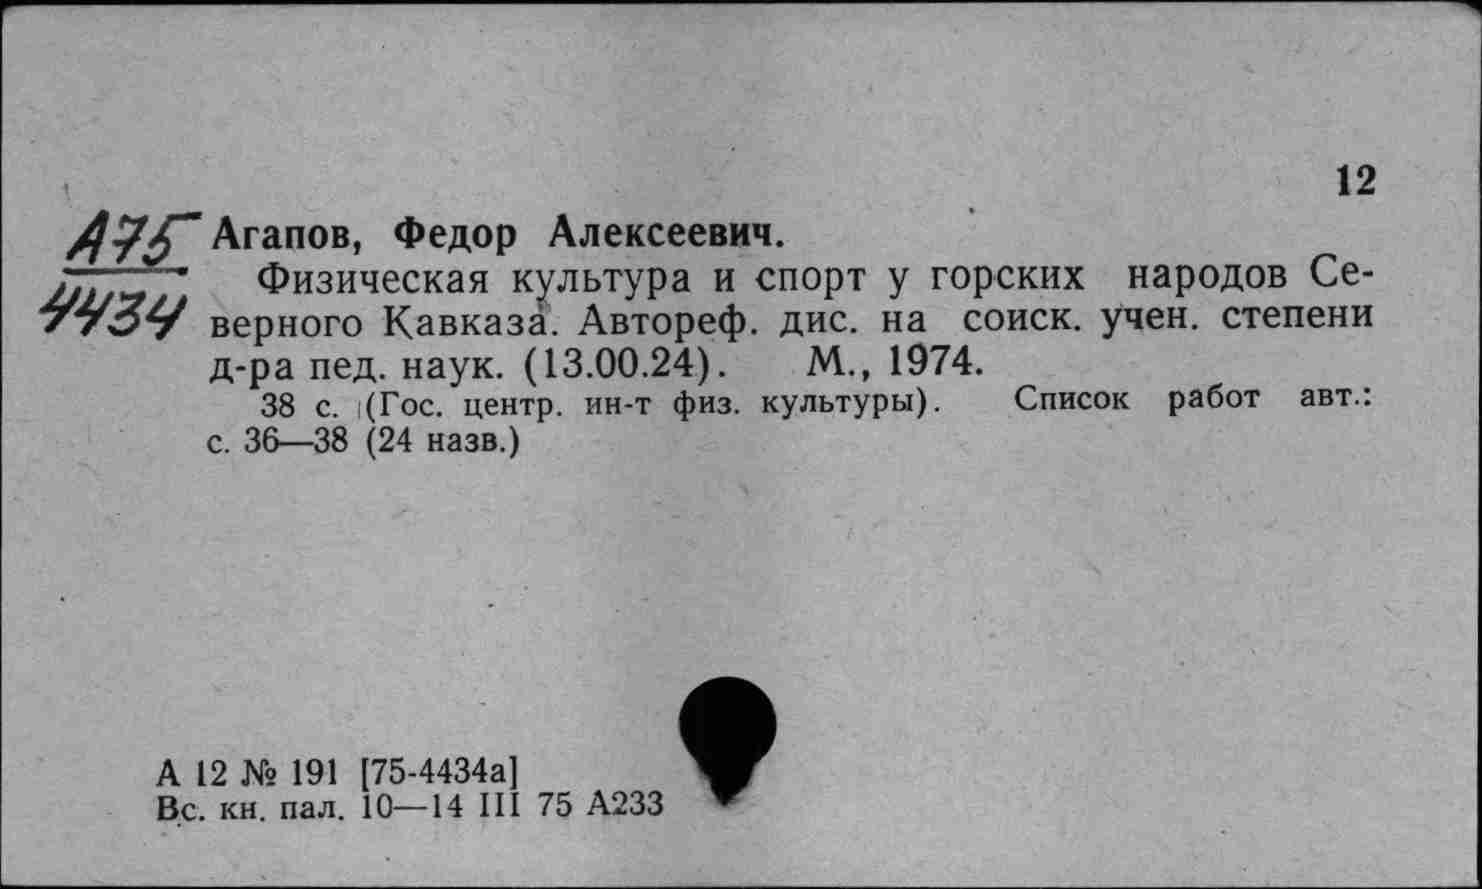 12
А75 Агапов, Федор Алексеевич.
4434 Физическая культура и спорт у горских народов Се-
верного Кавказа. Автореф. дис. на соиск. учен. степени
д-ра пед. наук. (13.00.24). М., 1974.
38 с. (Гос. центр. ин-т физ. культуры). Список работ авт.:
с. 36—38 (24 назв.)
А 12 № 191 [75-4434а]
Вс. кн. пал. 10—14 III 75 А233